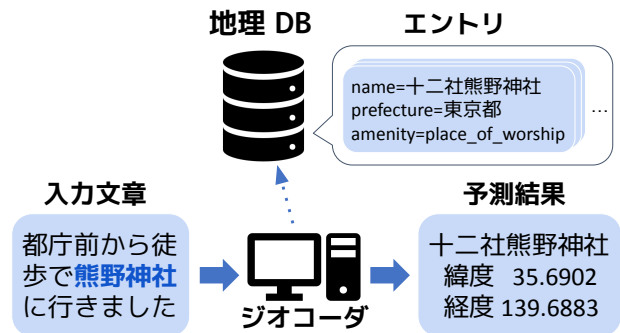 地理 DB
エントリ
name=十二社熊野神社
prefecture=東京都
amenity=place_of_worship
…
入力文章
都庁前から徒
歩で熊野神社
に行きました
ジオコーダ
予測結果
十二社熊野神社
緯度 35.6902
経度 139.6883